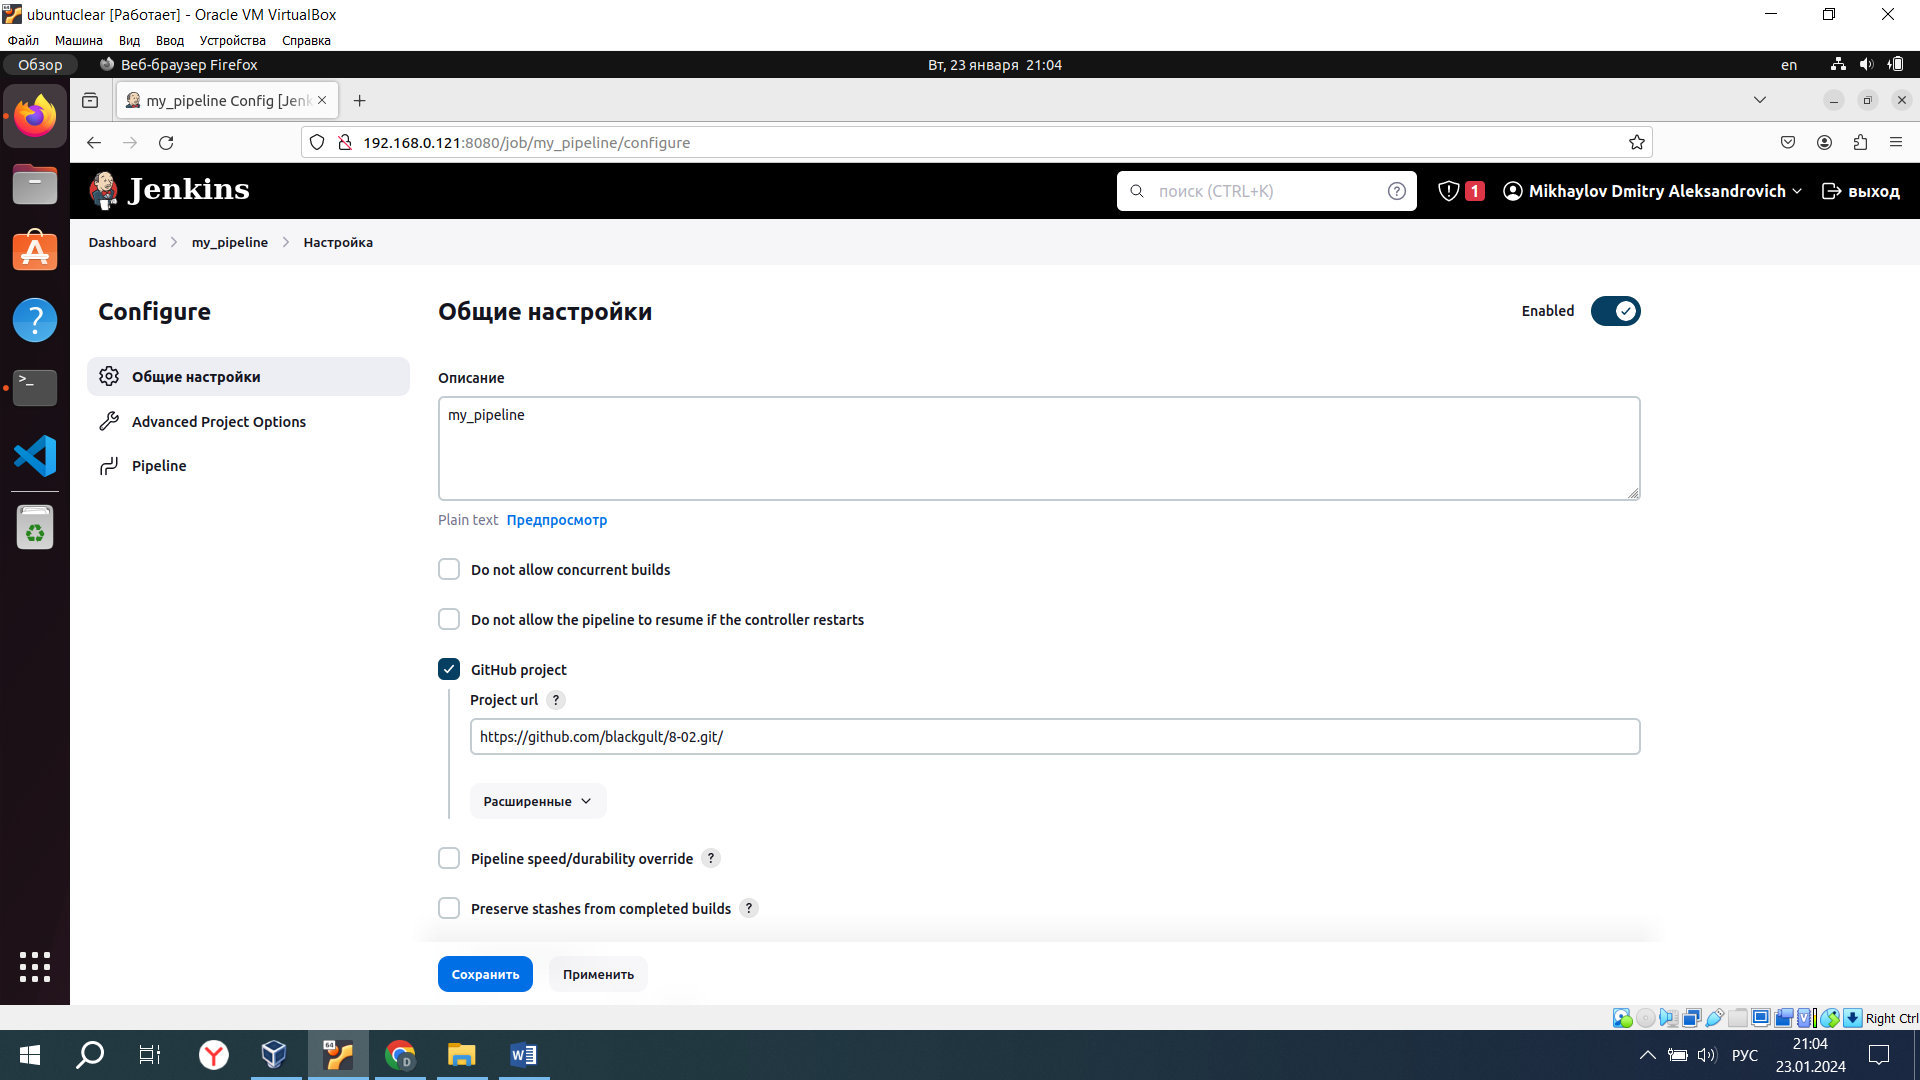 ubuntuclear [Работает] - Oracle VM VirtualBox
Файл Машина Вид Ввод Устройства Справка
Обзор Веб-браузер Firefox Вт, 23 января 21:04 en
my_pipeline Config [Jenk
192.168.0.121:8080/job/my_pipeline/configure
Jenkins поиск (CTRL+K) 1 Mikhaylov Dmitry Aleksandrovich выход
Dashboard my_pipeline Настройка
Configure
Общие настройки
Advanced Project Options
Pipeline
Общие настройки Enabled
Описание
my_pipeline
Plain text Предпросмотр
Do not allow concurrent builds
Do not allow the pipeline to resume if the controller restarts
GitHub project
Project url ?
https://github.com/blackgult/8-02.git/
Расширенные
Pipeline speed/durability override ?
Preserve stashes from completed builds ?
Сохранить Применить
Right Ctrl
64 D РУС 21:04
23.01.2024